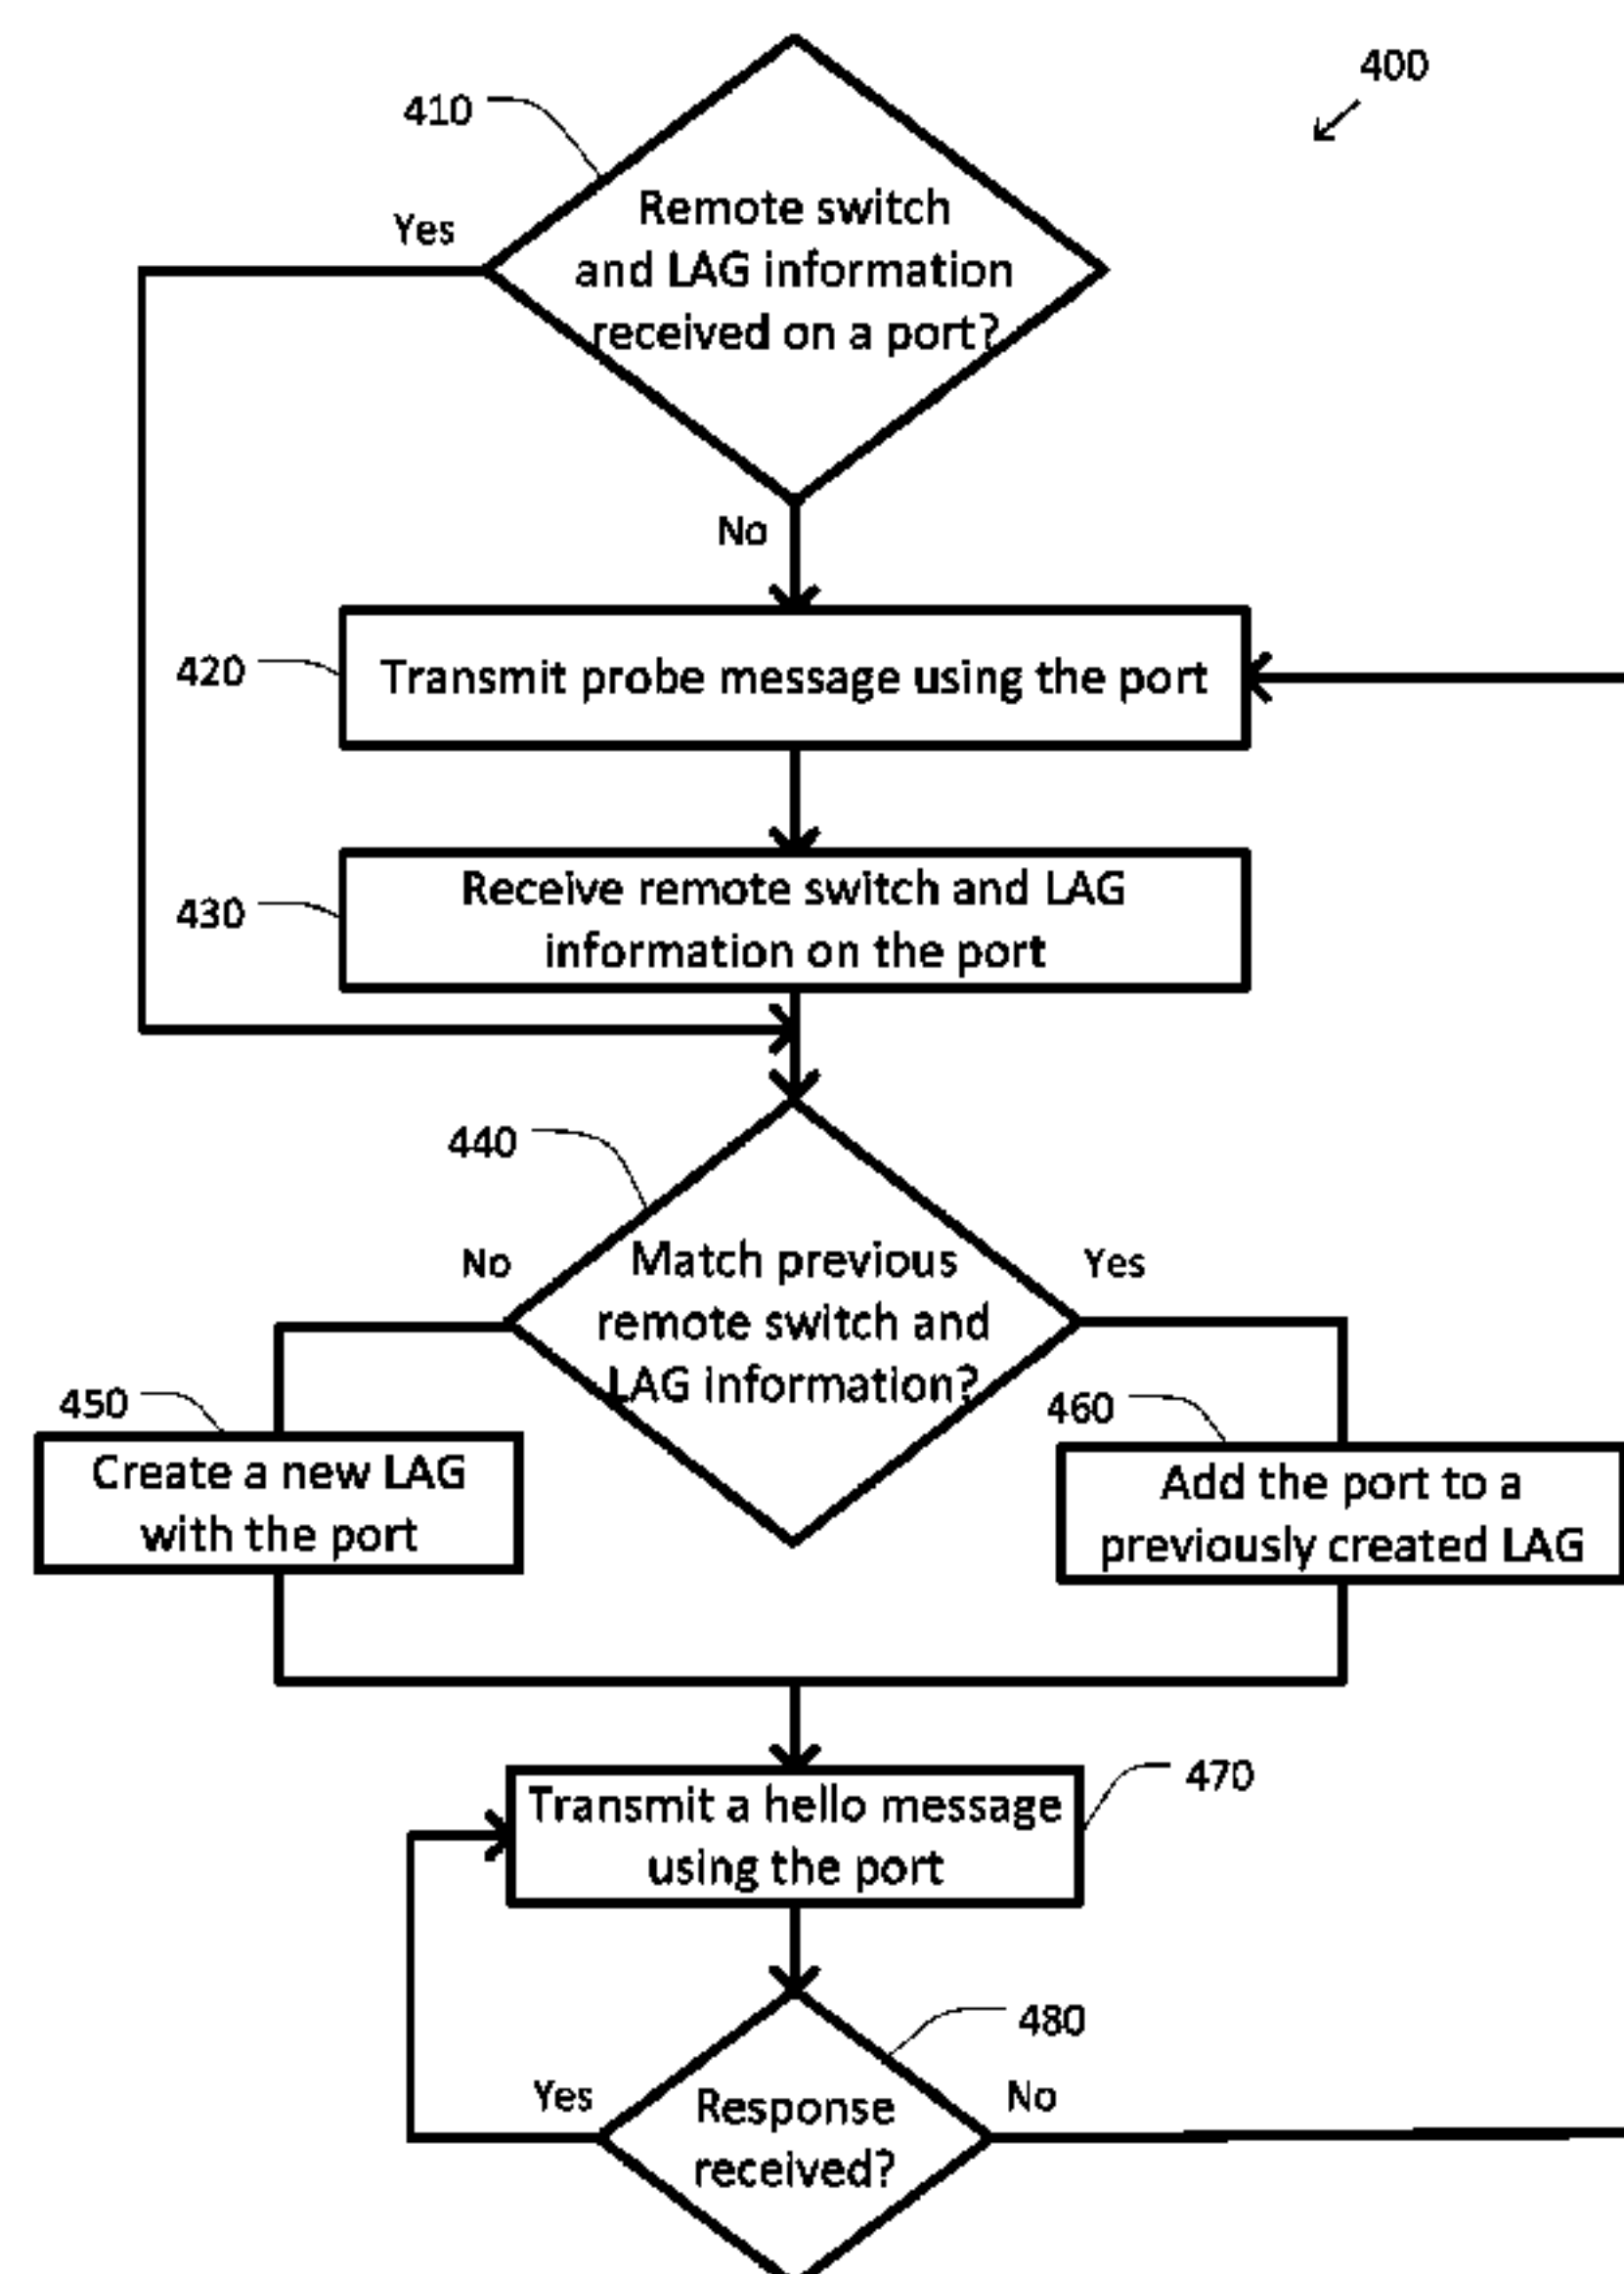 400
410
Yes
Remote switch
and LAG information
received on a port?
No
420
Transmit probe message using the port
430
Receive remote switch and LAG
information on the port
440
No
Match previous
remote switch and
LAG information?
Yes
450
Create a new LAG
with the port
460
Add the port to a
previously created LAG
Transmit a hello message
using the port
470
480
Yes
Response
received?
No